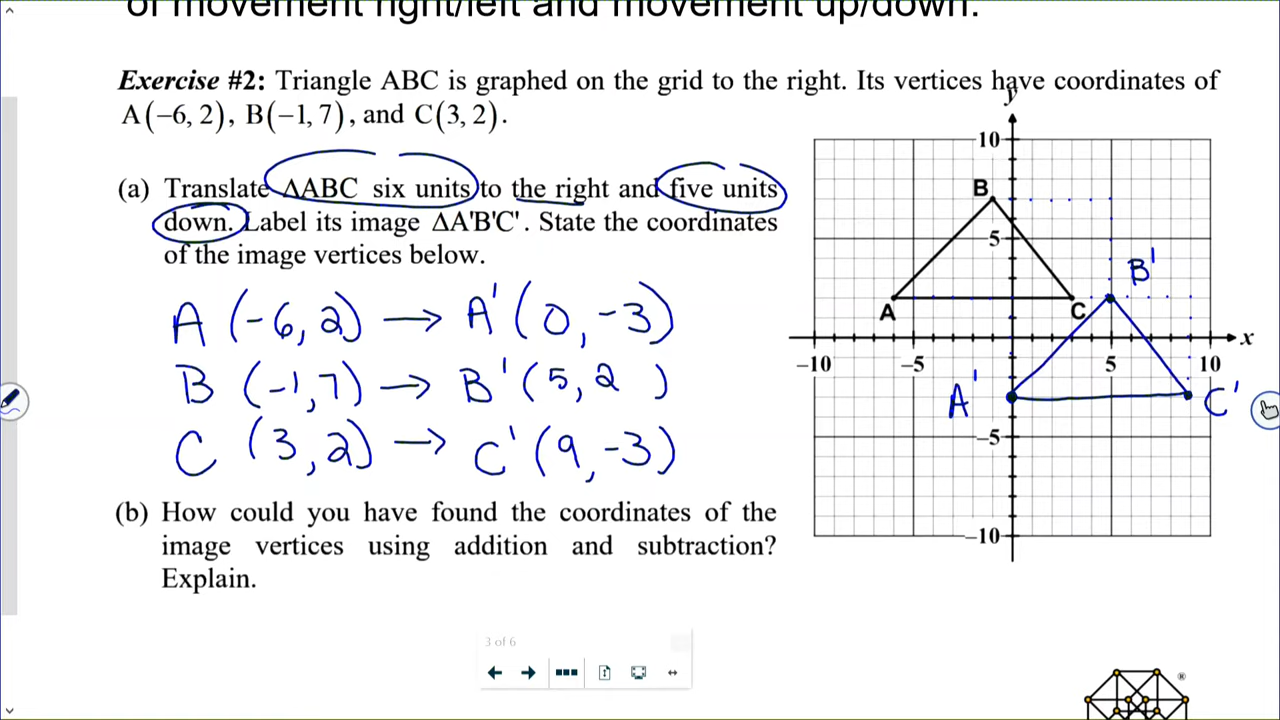 of movement right/left and movement up/down.
Exercise #2: Triangle ABC is graphed on the grid to the right. Its vertices have coordinates of
A(−6, 2), B(−1, 7), and C(3, 2).
(a) Translate ΔABC six units to the right and five units
down. Label its image ΔA'B'C'. State the coordinates
of the image vertices below.
A (-6, 2) → A' (0, -3)
B (-1, 7) → B' (5, 2 )
C (3, 2) → C' (9, -3)
(b) How could you have found the coordinates of the
image vertices using addition and subtraction?
Explain.
y
10
B
5
B'
A
C
x
−10
−5
5
10
A'
C'
−5
−10
3 of 6
®